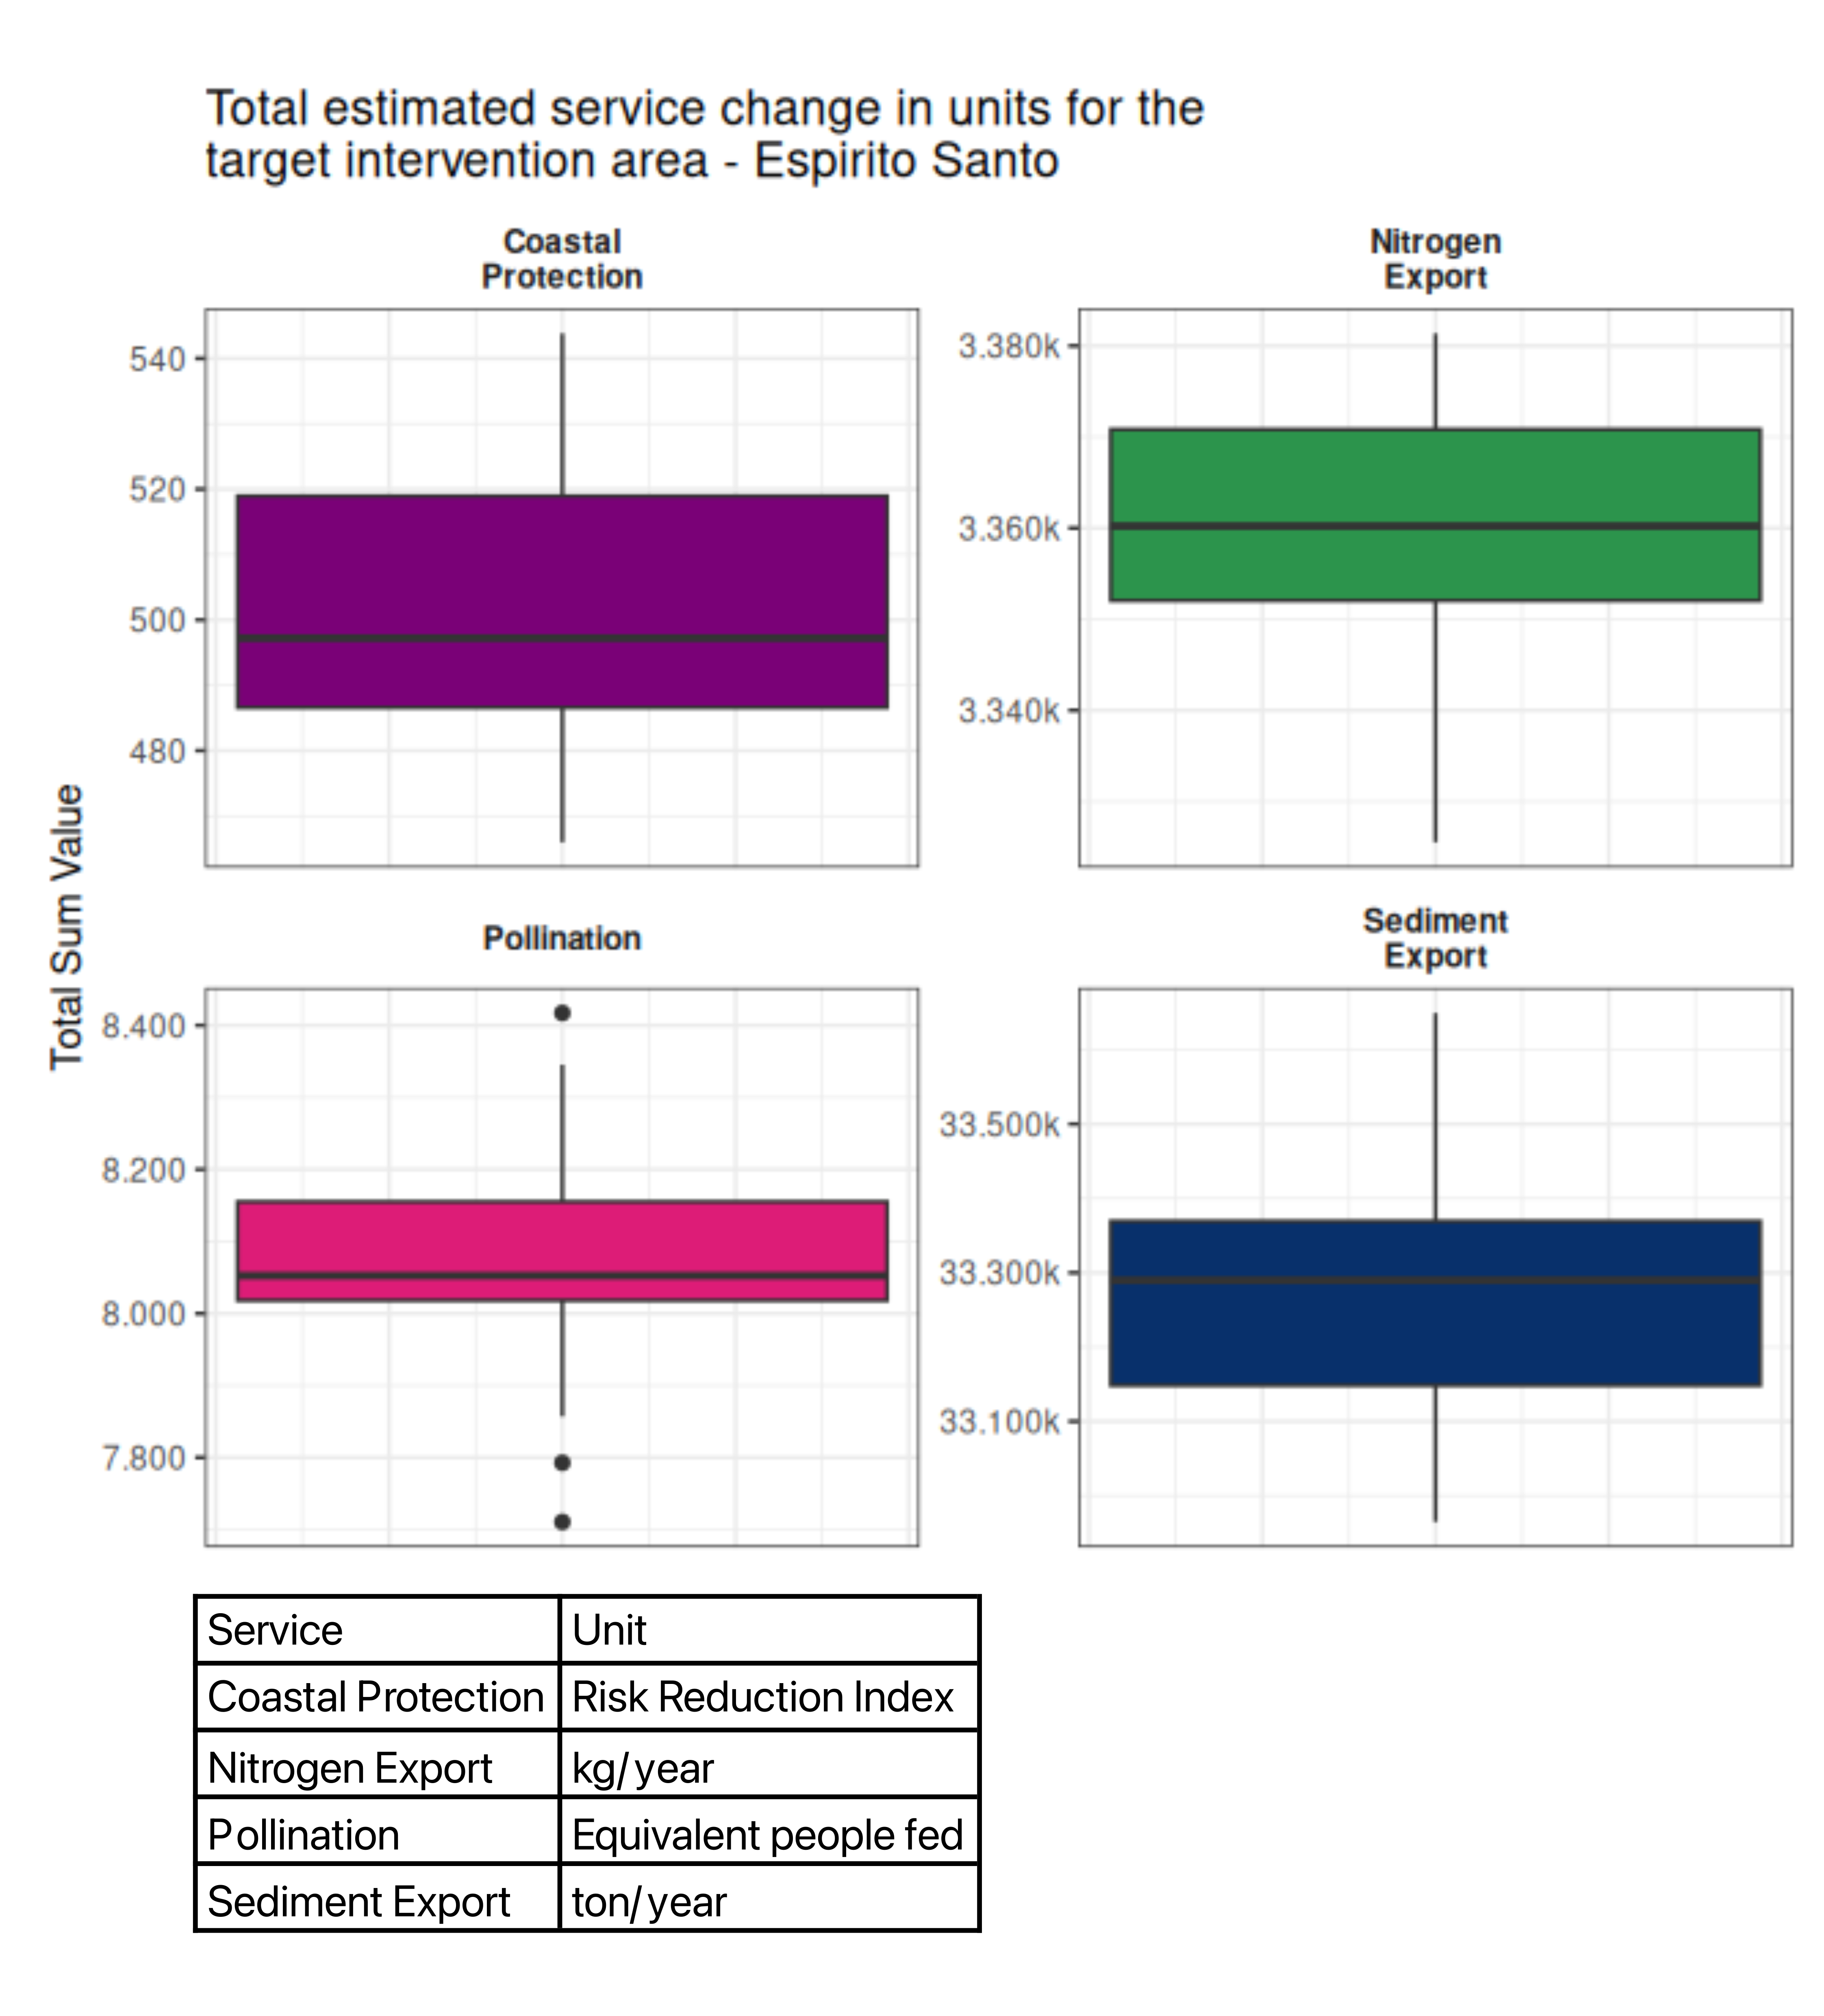 Total estimated service change in units for the
target intervention area - Espirito Santo
Total Sum Value
Coastal
Protection
540
520
500
480
Nitrogen
Export
3.380k
3.360k
3.340k
Pollination
8.400
8.200
8.000
7.800
Sediment
Export
33.500k
33.300k
33.100k
Service Unit
Coastal Protection Risk Reduction Index
Nitrogen Export kg/year
Pollination Equivalent people fed
Sediment Export ton/year